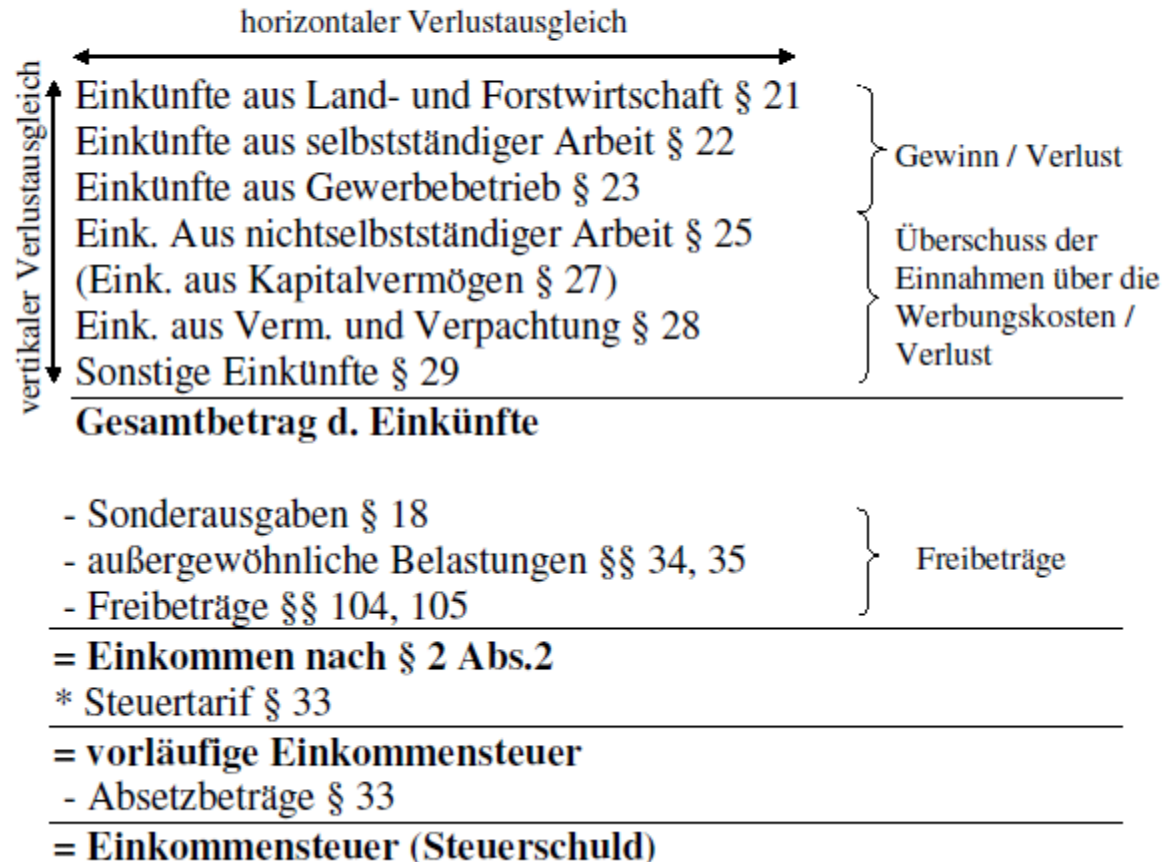 horizontaler Verlustausgleich
vertikaler Verlustausgleich
Einkünfte aus Land- und Forstwirtschaft § 21
Einkünfte aus selbstständiger Arbeit § 22
Einkünfte aus Gewerbebetrieb § 23
Gewinn / Verlust
Eink. Aus nichtselbstständiger Arbeit § 25
(Eink. aus Kapitalvermögen § 27)
Eink. aus Verm. und Verpachtung § 28
Sonstige Einkünfte § 29
Überschuss der
Einnahmen über die
Werbungskosten /
Verlust
Gesamtbetrag d. Einkünfte
- Sonderausgaben § 18
- außergewöhnliche Belastungen §§ 34, 35
- Freibeträge §§ 104, 105
Freibeträge
= Einkommen nach § 2 Abs.2
* Steuertarif § 33
= vorläufige Einkommensteuer
- Absetzbeträge § 33
= Einkommensteuer (Steuerschuld)